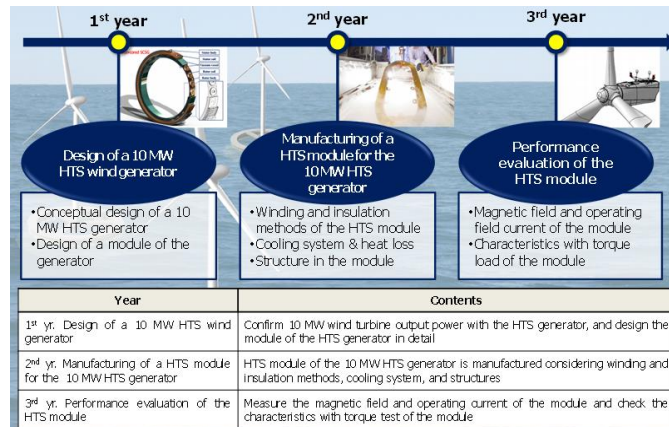 1st year
2nd year
3rd year
Design of a 10 MW
HTS wind generator
Manufacturing of a
HTS module for the
10 MW HTS
generator
Performance
evaluation of the
HTS module
•Conceptual design of a 10
MW HTS generator
•Design of a module of the
generator
•Winding and insulation
methods of the HTS module
•Cooling system & heat loss
•Structure in the module
•Magnetic field and operating
field current of the module
•Characteristics with torque
load of the module
Year
Contents
1st yr. Design of a 10 MW HTS wind
generator
Confirm 10 MW wind turbine output power with the HTS generator, and design the
module of the HTS generator in detail
2nd yr. Manufacturing of a HTS module
for the 10 MW HTS generator
HTS module of the 10 MW HTS generator is manufactured considering winding and
insulation methods, cooling system, and structures
3rd yr. Performance evaluation of the
HTS module
Measure the magnetic field and operating current of the module and check the
characteristics with torque test of the module